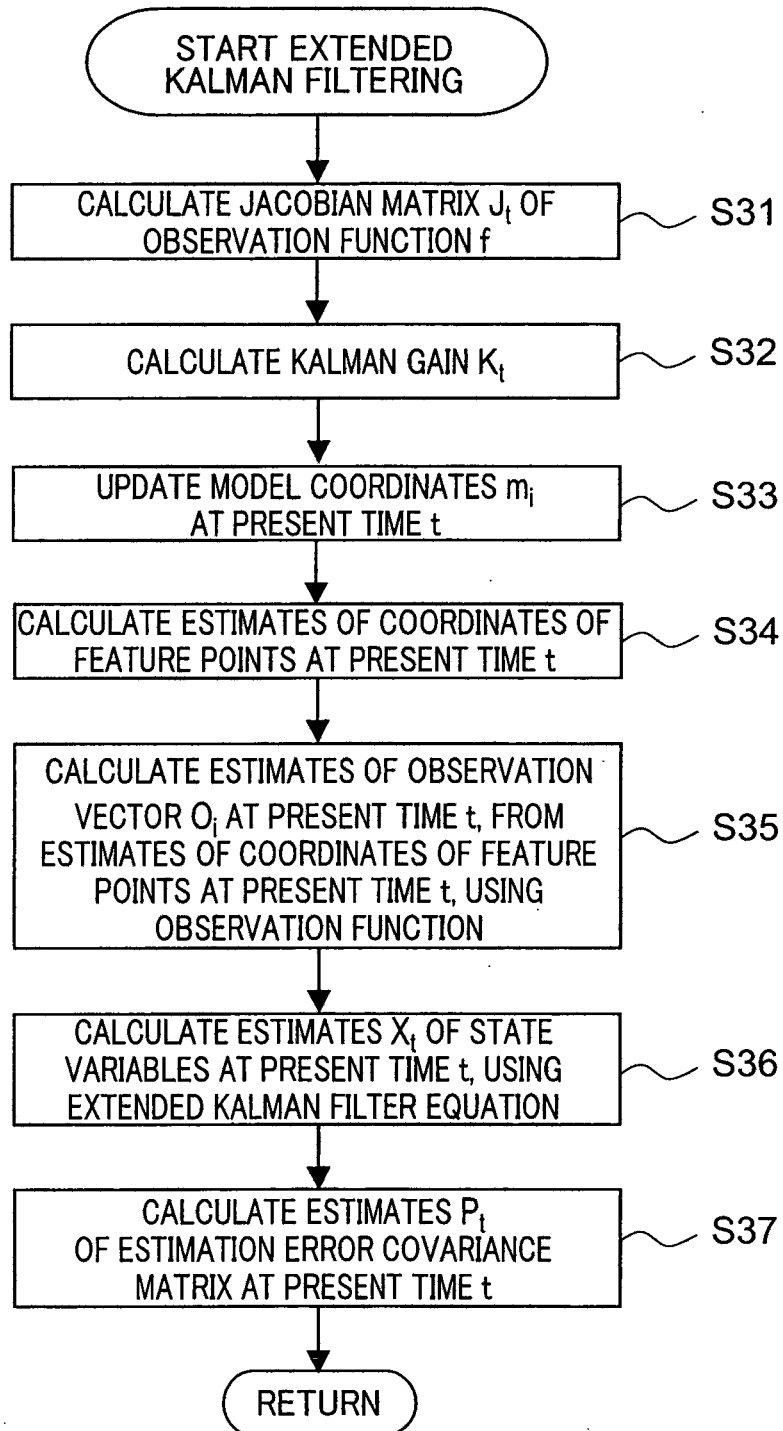 START EXTENDED
KALMAN FILTERING
CALCULATE JACOBIAN MATRIX Jt OF
OBSERVATION FUNCTION f
S31
CALCULATE KALMAN GAIN Kt
S32
UPDATE MODEL COORDINATES mi
AT PRESENT TIME t
S33
CALCULATE ESTIMATES OF COORDINATES OF
FEATURE POINTS AT PRESENT TIME t
S34
CALCULATE ESTIMATES OF OBSERVATION
VECTOR Oi AT PRESENT TIME t, FROM
ESTIMATES OF COORDINATES OF FEATURE
POINTS AT PRESENT TIME t, USING
OBSERVATION FUNCTION
S35
CALCULATE ESTIMATES Xt OF STATE
VARIABLES AT PRESENT TIME t, USING
EXTENDED KALMAN FILTER EQUATION
S36
CALCULATE ESTIMATES Pt
OF ESTIMATION ERROR COVARIANCE
MATRIX AT PRESENT TIME t
S37
RETURN